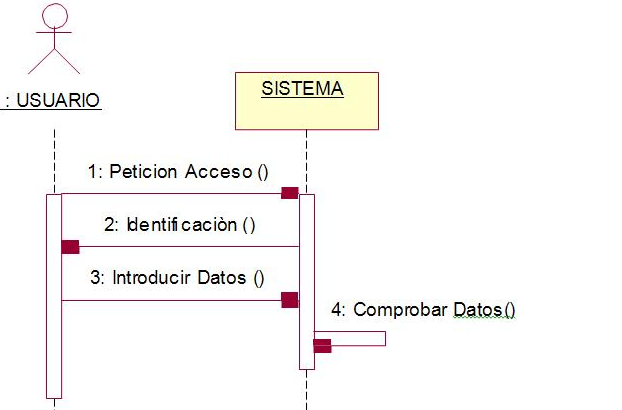 : USUARIO
SISTEMA
1: Peticion Acceso ()
2: Identificaciòn ()
3: Introducir Datos ()
4: Comprobar Datos()